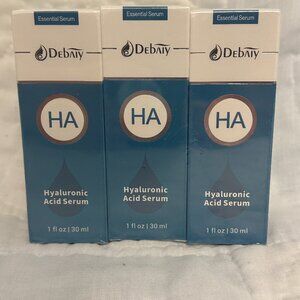 Essential Serum
Debaiy
HA
Hyaluronic
Acid Serum
1 fl oz | 30 ml
Essential Serum
Debaiy
HA
Hyaluronic
Acid Serum
1 fl oz | 30 ml
Essential Serum
Debaiy
HA
Hyaluronic
Acid Serum
1 fl oz | 30 ml